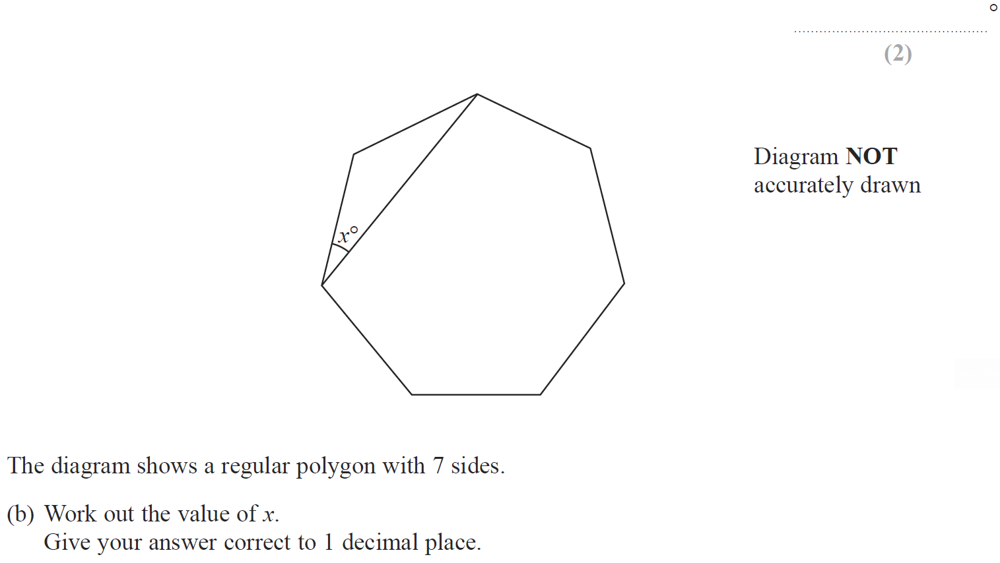 °
................................................
(2)
Diagram NOT
accurately drawn
x°
The diagram shows a regular polygon with 7 sides.
(b) Work out the value of x.
Give your answer correct to 1 decimal place.